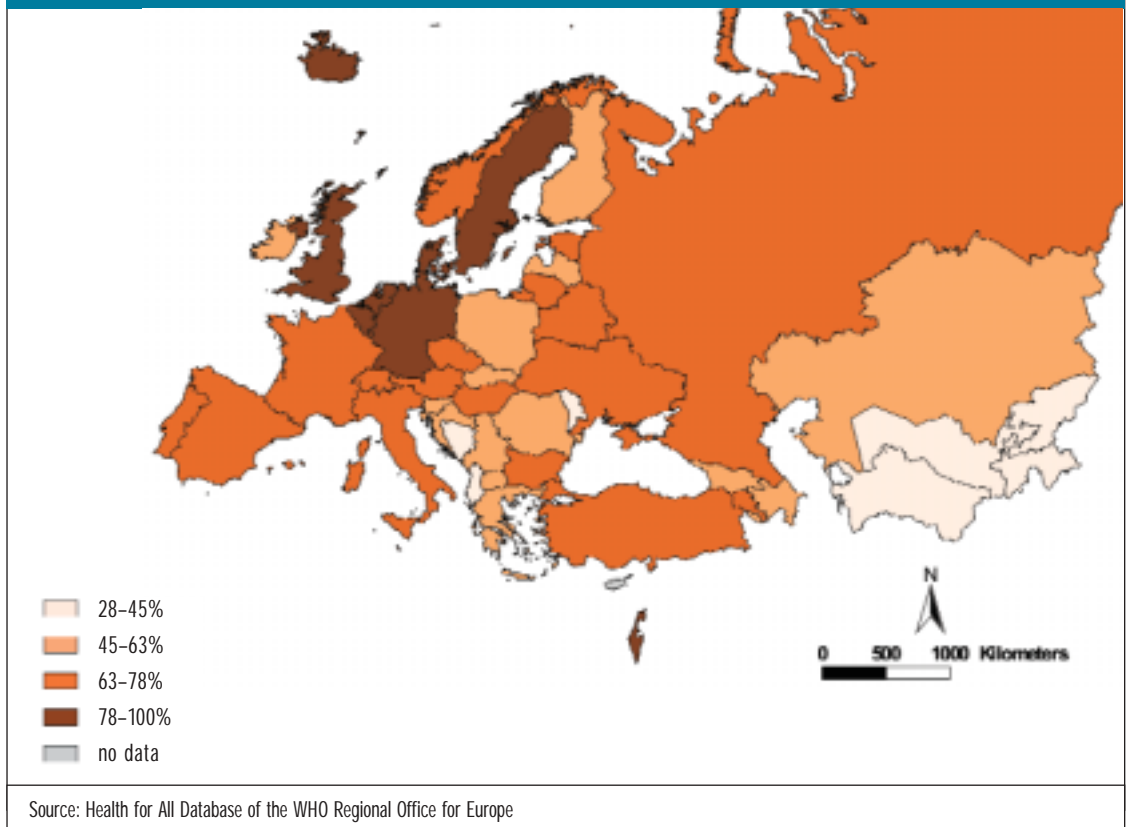 28–45%
45–63%
63–78%
78–100%
no data
N
0 500 1000 Kilometers
Source: Health for All Database of the WHO Regional Office for Europe